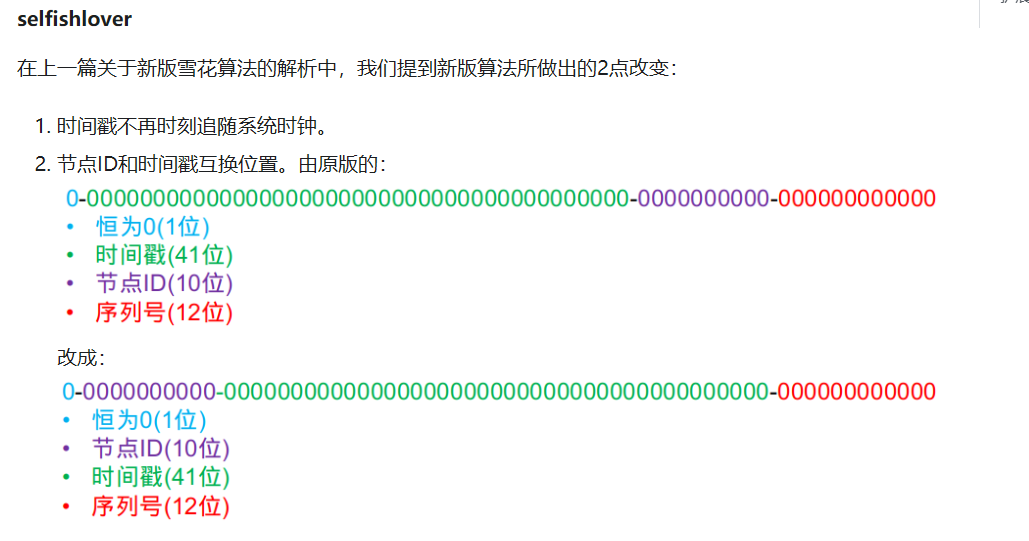 selfishlover
在上一篇关于新版雪花算法的解析中，我们提到新版算法所做出的2点改变：
1. 时间戳不再时刻追随系统时钟。
2. 节点ID和时间戳互换位置。由原版的：
0-00000000000000000000000000000000000000000-0000000000-000000000000
• 恒为0(1位)
• 时间戳(41位)
• 节点ID(10位)
• 序列号(12位)
改成：
0-0000000000-00000000000000000000000000000000000000000-000000000000
• 恒为0(1位)
• 节点ID(10位)
• 时间戳(41位)
• 序列号(12位)